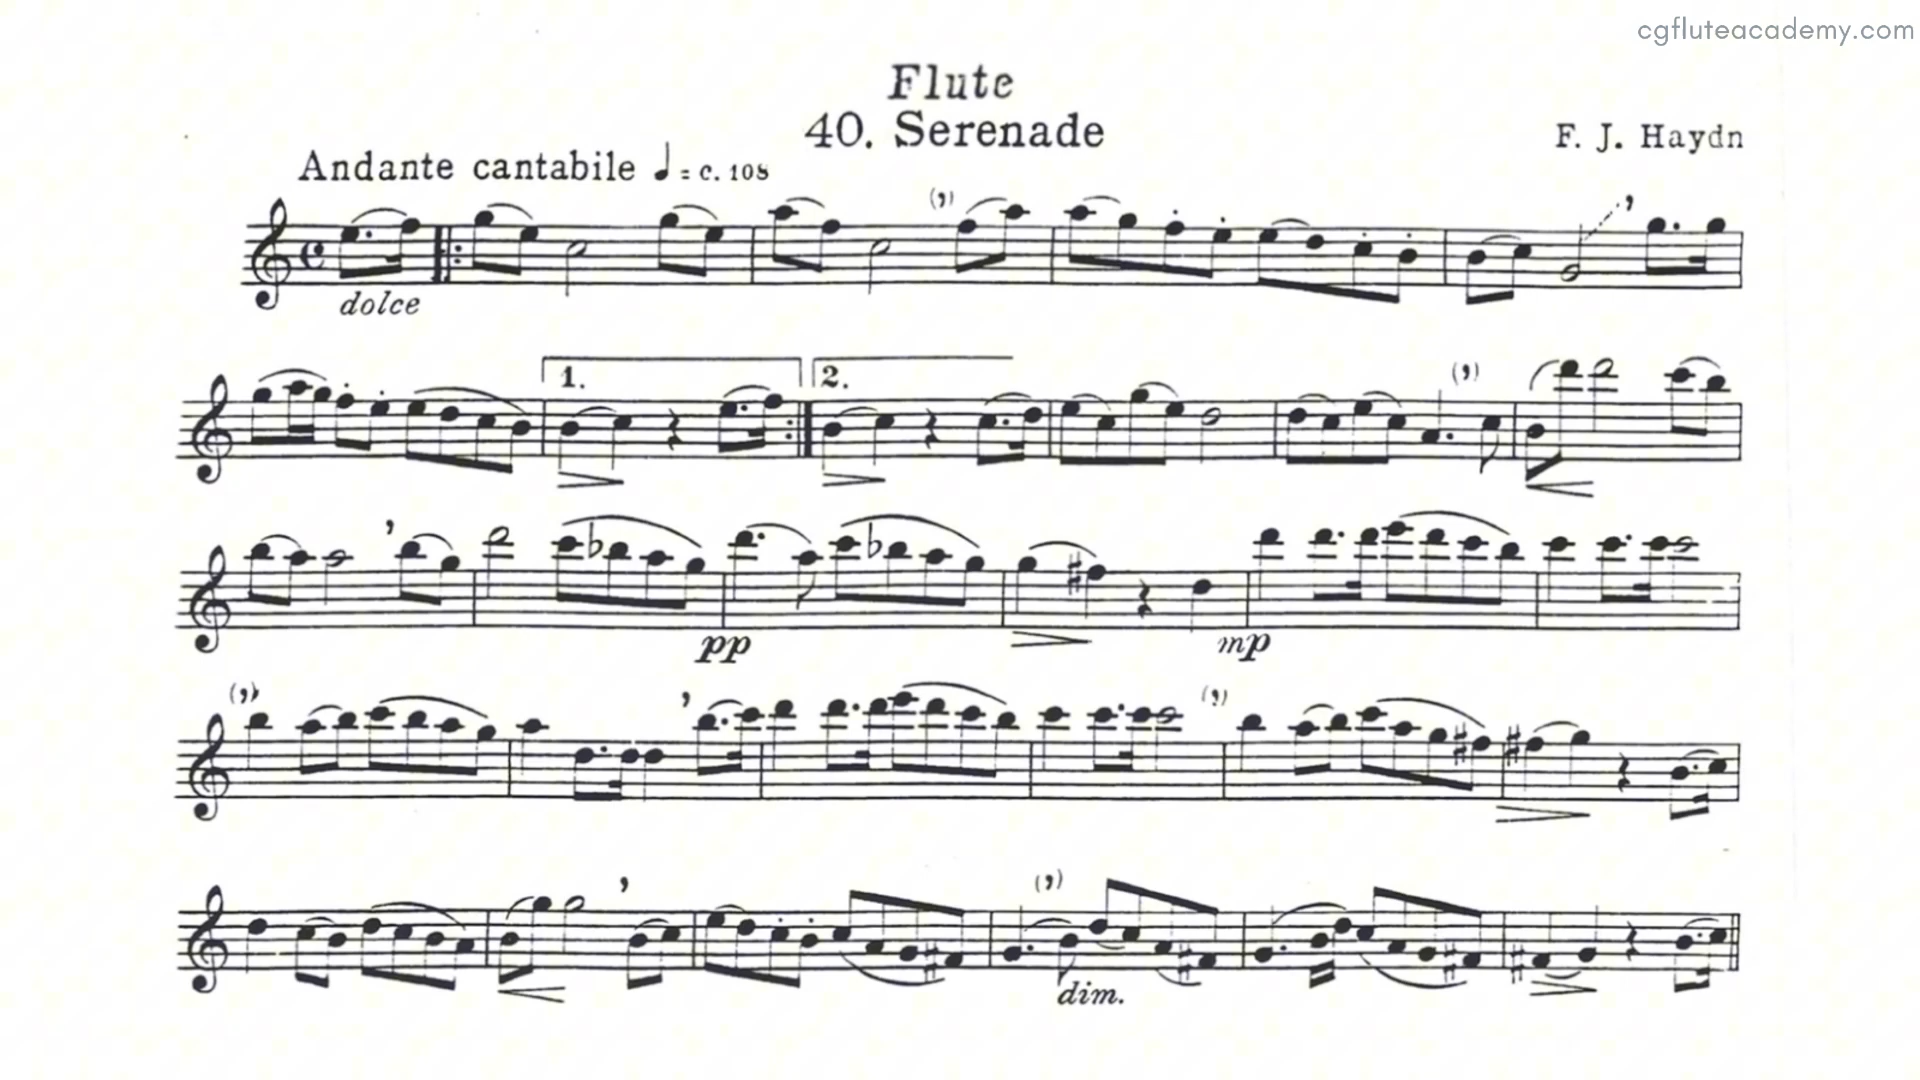 cgfluteacademy.com
Flute
40. Serenade
F. J. Haydn
Andante cantabile ♩ = c. 108
dolce
1. 2.
pp mp
dim.